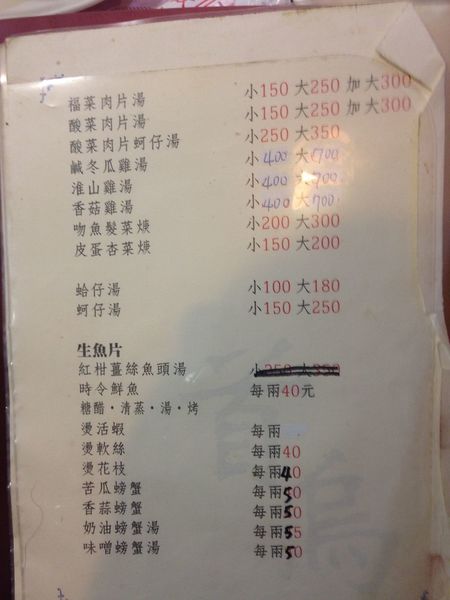 福菜肉片湯 小150 大250 加大300
酸菜肉片湯 小150 大250 加大300
酸菜肉片蚵仔湯 小250 大350
鹹冬瓜雞湯 小400 大700
淮山雞湯 小400 大700
香菇雞湯 小400 大700
吻魚髮菜焿 小200 大300
皮蛋杏菜焿 小150 大200
蛤仔湯 小100 大180
蚵仔湯 小150 大250
生魚片
紅柑薑絲魚頭湯 小250 大350
時令鮮魚 每兩40元
糖醋·清蒸·湯·烤
燙活蝦 每兩
燙軟絲 每兩40
燙花枝 每兩40
苦瓜螃蟹 每兩50
香蒜螃蟹 每兩50
奶油螃蟹湯 每兩55
味噌螃蟹湯 每兩50